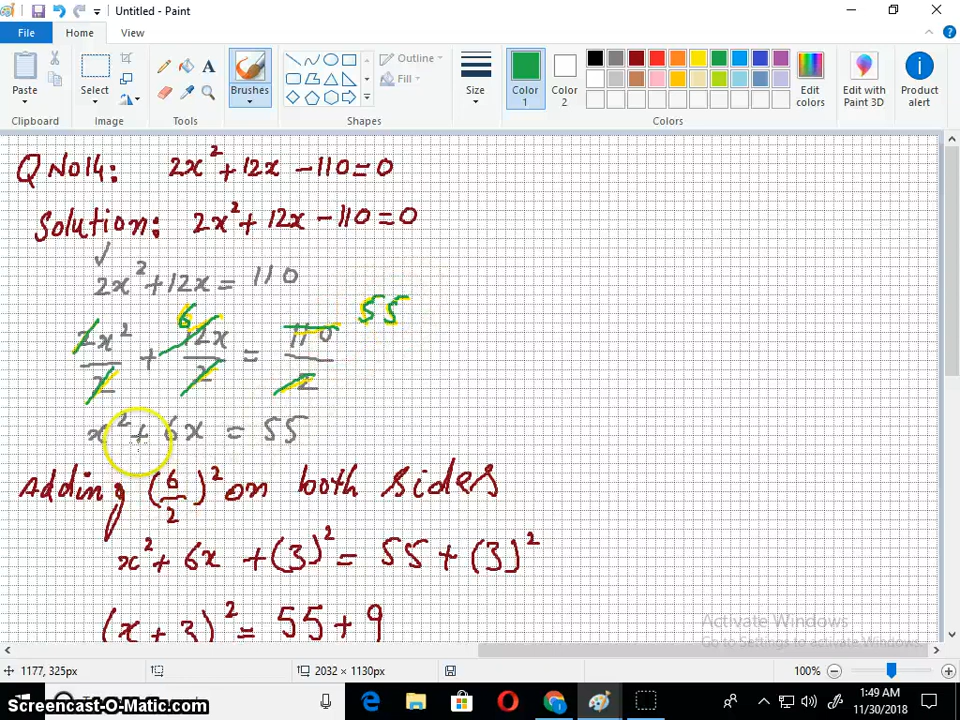 Untitled - Paint
File Home View
Paste Select Brushes Outline Fill Size Color 1 Color 2 Edit colors Edit with Paint 3D Product alert
Clipboard Image Tools Shapes Colors
Q No14: 2x²+12x -110=0
Solution: 2x²+ 12x -110=0
✓
2x²+12x = 110
6 55
2x²/2 + 12x/2 = 110/2
x²+ 6x = 55
Adding (6/2)² on both sides
x²+ 6x +(3)² = 55 + (3)²
(x + 3)² = 55 + 9
Activate Windows
Go to Settings to activate Windows.
1177, 325px 2032 × 1130px 100%
Screencast-O-Matic.com
1:49 AM
11/30/2018